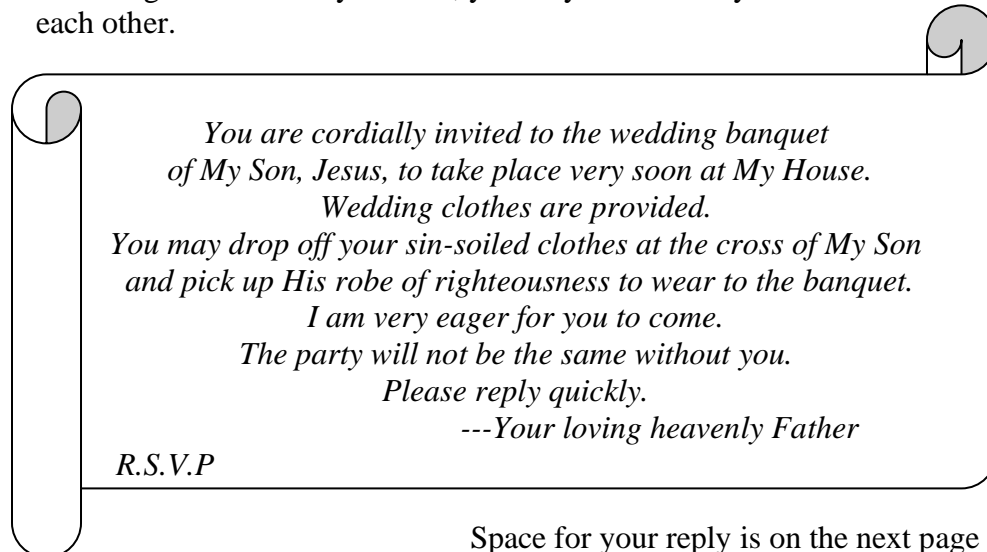 each other.
You are cordially invited to the wedding banquet
of My Son, Jesus, to take place very soon at My House.
Wedding clothes are provided.
You may drop off your sin-soiled clothes at the cross of My Son
and pick up His robe of righteousness to wear to the banquet.
I am very eager for you to come.
The party will not be the same without you.
Please reply quickly.
---Your loving heavenly Father
R.S.V.P
Space for your reply is on the next page